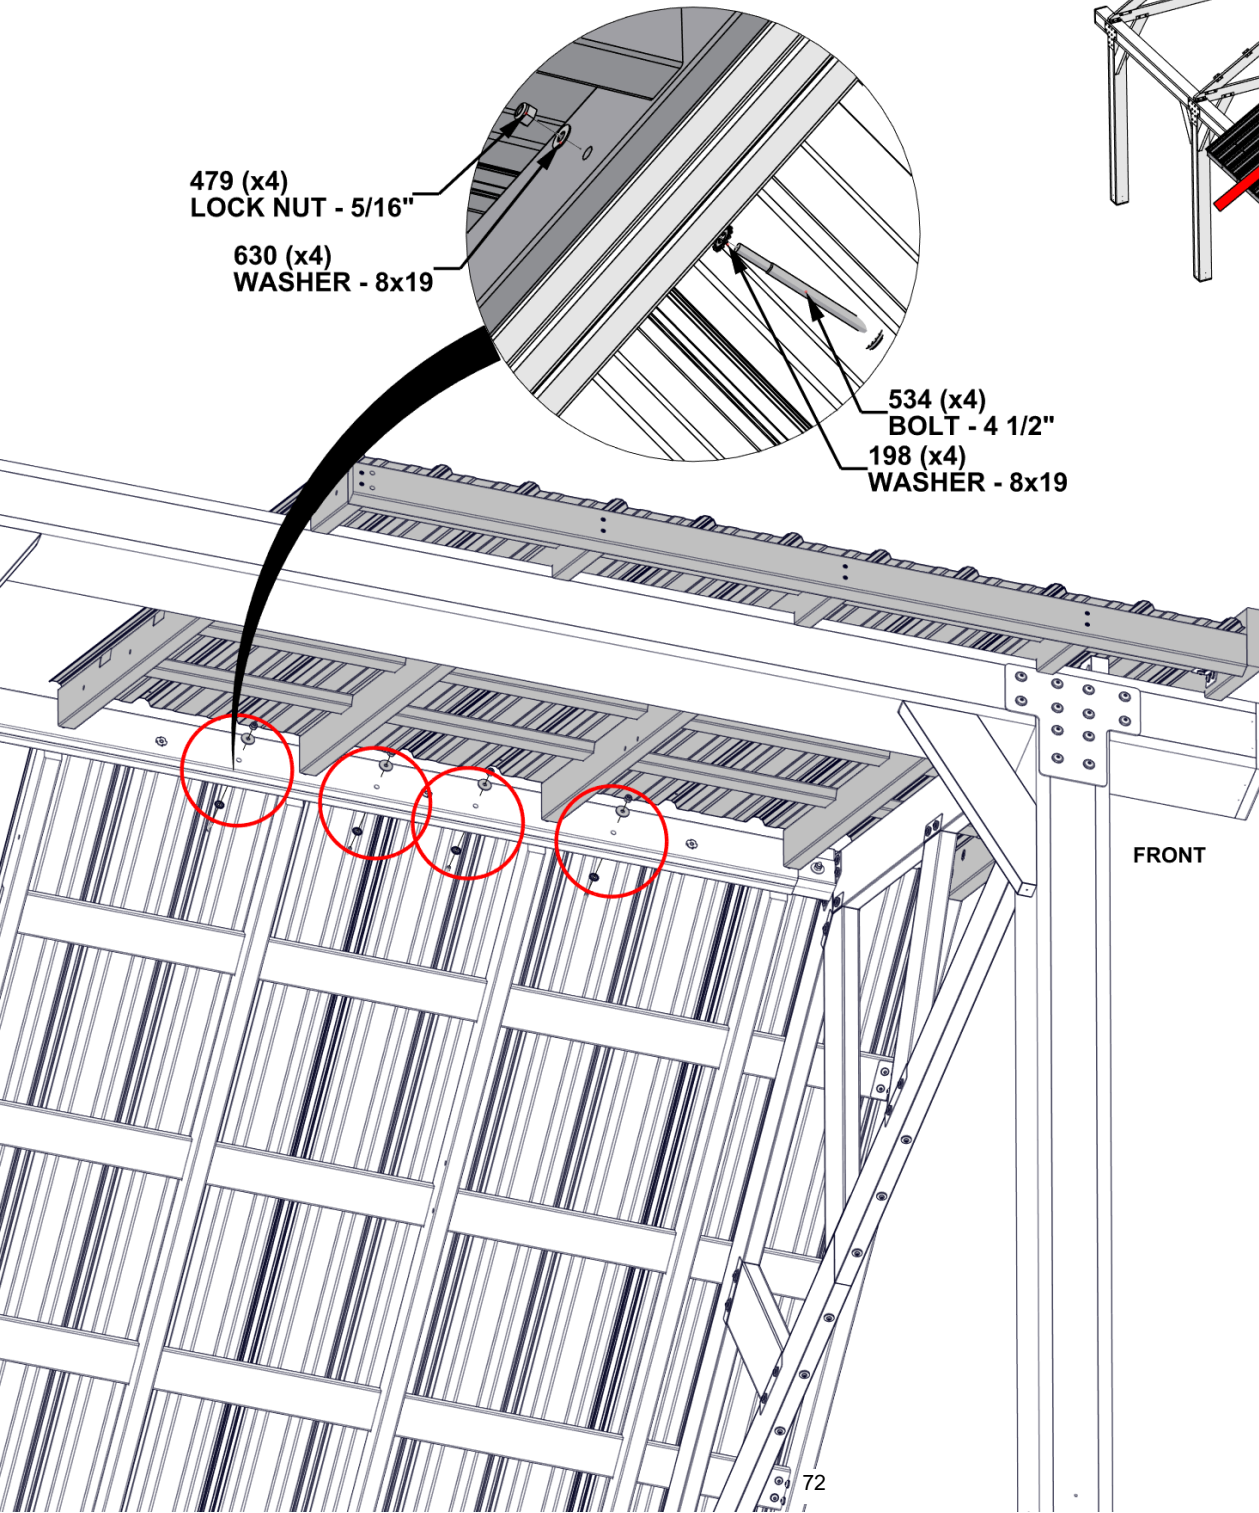 479 (x4)
LOCK NUT - 5/16"
630 (x4)
WASHER - 8x19
534 (x4)
BOLT - 4 1/2"
198 (x4)
WASHER - 8x19
FRONT
72